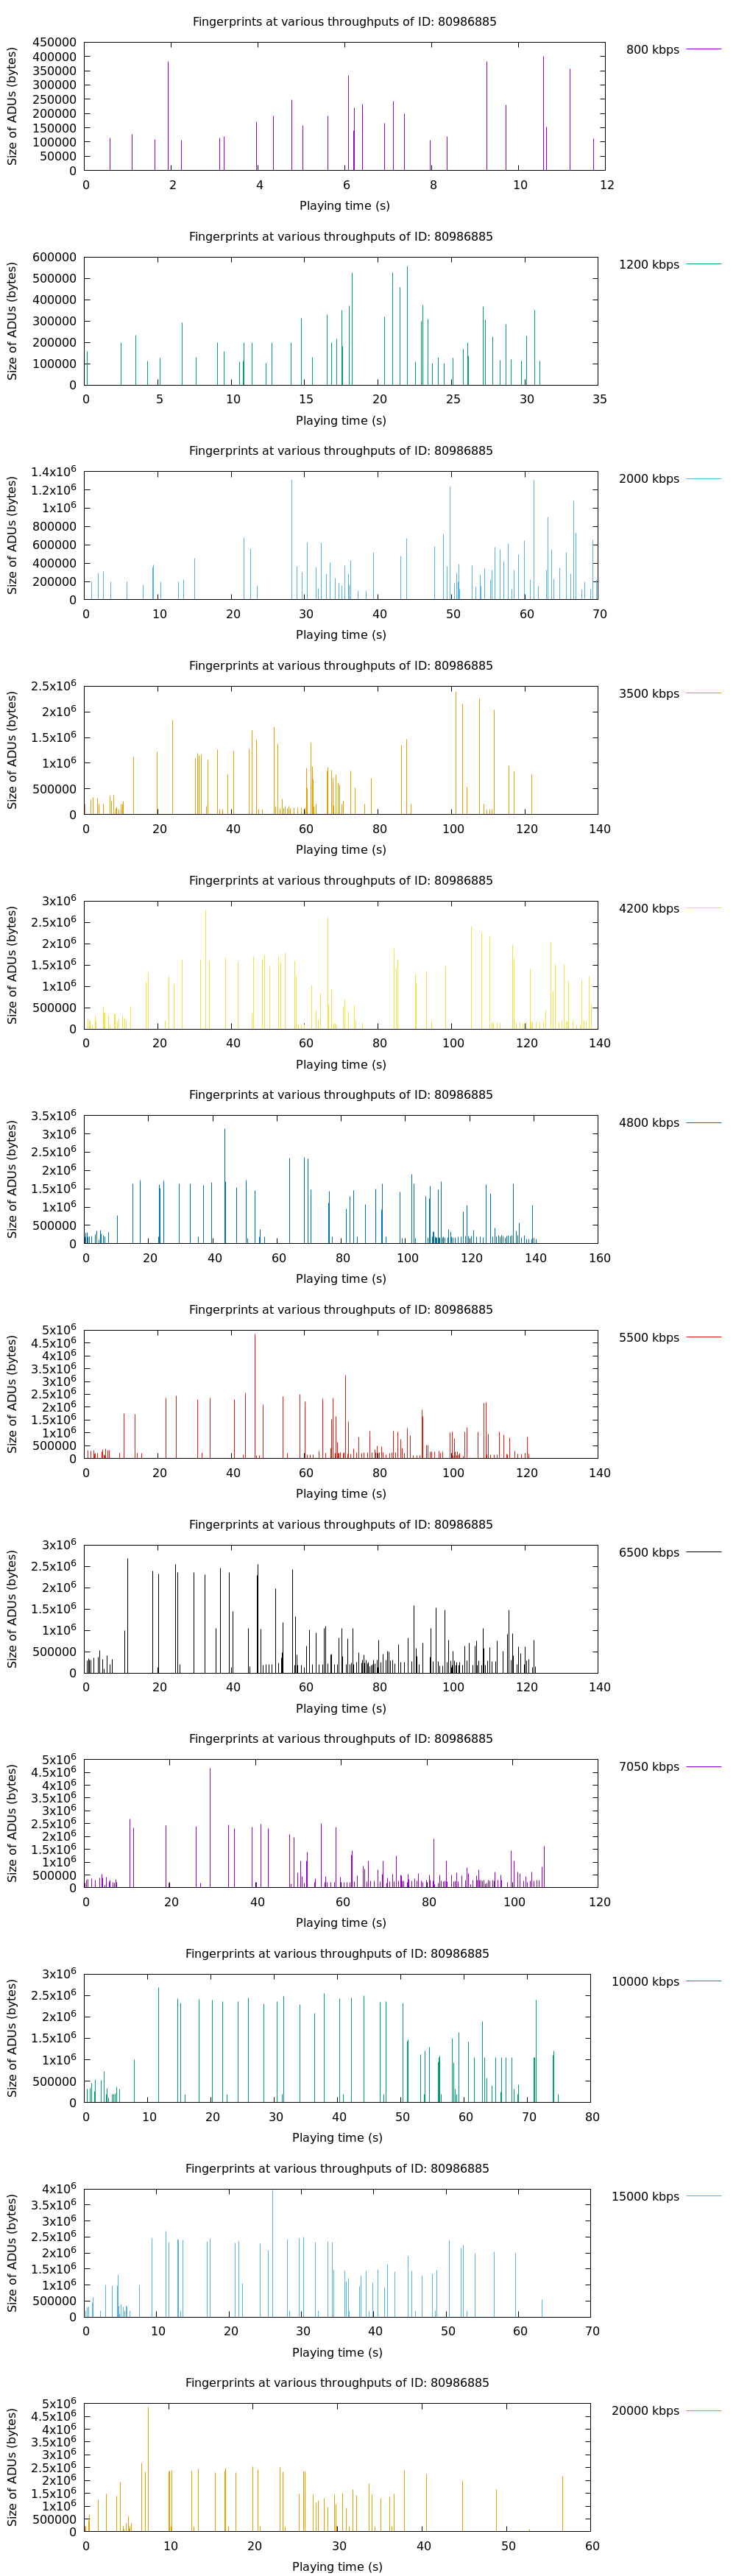 Fingerprints at various throughputs of ID: 80986885
800 kbps
Size of ADUs (bytes)
450000
400000
350000
300000
250000
200000
150000
100000
50000
0
0 2 4 6 8 10 12
Playing time (s)
Fingerprints at various throughputs of ID: 80986885
1200 kbps
Size of ADUs (bytes)
600000
500000
400000
300000
200000
100000
0
0 5 10 15 20 25 30 35
Playing time (s)
Fingerprints at various throughputs of ID: 80986885
2000 kbps
Size of ADUs (bytes)
1.4x10⁶
1.2x10⁶
1x10⁶
800000
600000
400000
200000
0
0 10 20 30 40 50 60 70
Playing time (s)
Fingerprints at various throughputs of ID: 80986885
3500 kbps
Size of ADUs (bytes)
2.5x10⁶
2x10⁶
1.5x10⁶
1x10⁶
500000
0
0 20 40 60 80 100 120 140
Playing time (s)
Fingerprints at various throughputs of ID: 80986885
4200 kbps
Size of ADUs (bytes)
3x10⁶
2.5x10⁶
2x10⁶
1.5x10⁶
1x10⁶
500000
0
0 20 40 60 80 100 120 140
Playing time (s)
Fingerprints at various throughputs of ID: 80986885
4800 kbps
Size of ADUs (bytes)
3.5x10⁶
3x10⁶
2.5x10⁶
2x10⁶
1.5x10⁶
1x10⁶
500000
0
0 20 40 60 80 100 120 140 160
Playing time (s)
Fingerprints at various throughputs of ID: 80986885
5500 kbps
Size of ADUs (bytes)
5x10⁶
4.5x10⁶
4x10⁶
3.5x10⁶
3x10⁶
2.5x10⁶
2x10⁶
1.5x10⁶
1x10⁶
500000
0
0 20 40 60 80 100 120 140
Playing time (s)
Fingerprints at various throughputs of ID: 80986885
6500 kbps
Size of ADUs (bytes)
3x10⁶
2.5x10⁶
2x10⁶
1.5x10⁶
1x10⁶
500000
0
0 20 40 60 80 100 120 140
Playing time (s)
Fingerprints at various throughputs of ID: 80986885
7050 kbps
Size of ADUs (bytes)
5x10⁶
4.5x10⁶
4x10⁶
3.5x10⁶
3x10⁶
2.5x10⁶
2x10⁶
1.5x10⁶
1x10⁶
500000
0
0 20 40 60 80 100 120
Playing time (s)
Fingerprints at various throughputs of ID: 80986885
10000 kbps
Size of ADUs (bytes)
3x10⁶
2.5x10⁶
2x10⁶
1.5x10⁶
1x10⁶
500000
0
0 10 20 30 40 50 60 70 80
Playing time (s)
Fingerprints at various throughputs of ID: 80986885
15000 kbps
Size of ADUs (bytes)
4x10⁶
3.5x10⁶
3x10⁶
2.5x10⁶
2x10⁶
1.5x10⁶
1x10⁶
500000
0
0 10 20 30 40 50 60 70
Playing time (s)
Fingerprints at various throughputs of ID: 80986885
20000 kbps
Size of ADUs (bytes)
5x10⁶
4.5x10⁶
4x10⁶
3.5x10⁶
3x10⁶
2.5x10⁶
2x10⁶
1.5x10⁶
1x10⁶
500000
0
0 10 20 30 40 50 60
Playing time (s)